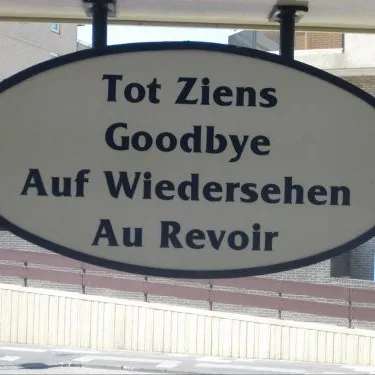 Tot Ziens
Goodbye
Auf Wiedersehen
Au Revoir